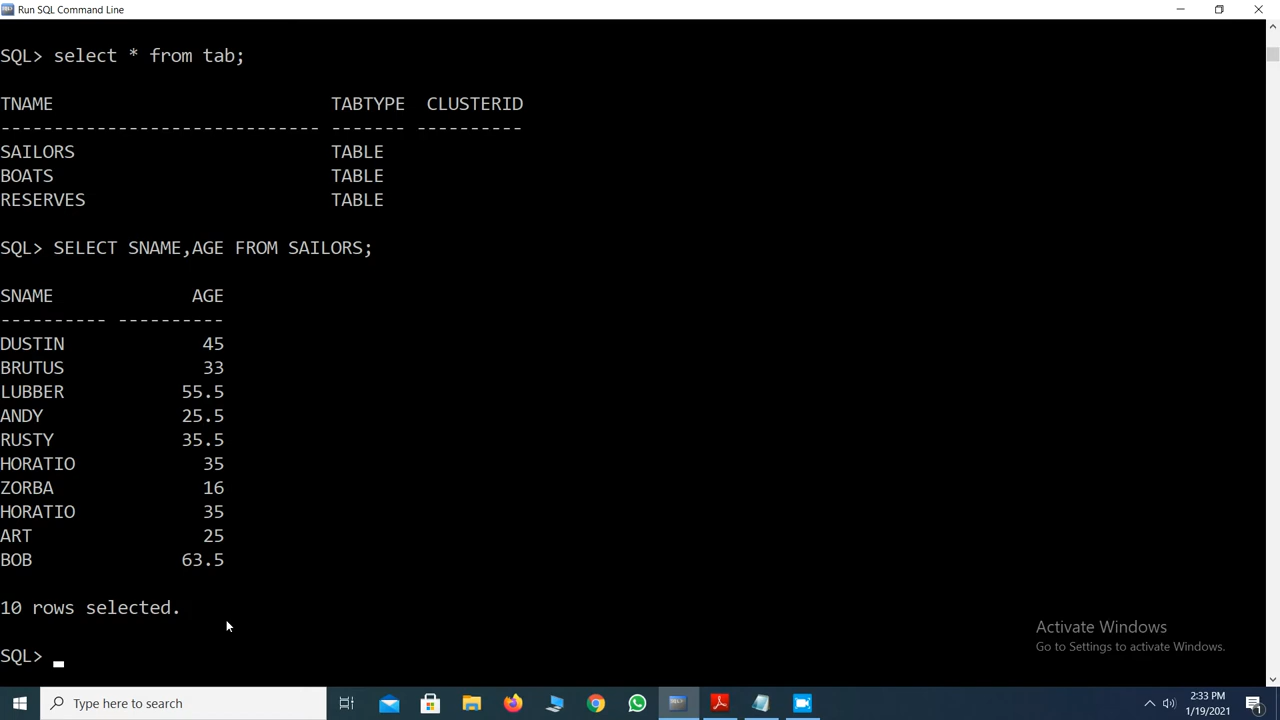 Run SQL Command Line
SQL> select * from tab;
TNAME                          TABTYPE  CLUSTERID
------------------------------ ------- ----------
SAILORS                        TABLE
BOATS                          TABLE
RESERVES                       TABLE
SQL> SELECT SNAME,AGE FROM SAILORS;
SNAME             AGE
---------- ----------
DUSTIN             45
BRUTUS             33
LUBBER           55.5
ANDY             25.5
RUSTY            35.5
HORATIO            35
ZORBA              16
HORATIO            35
ART                25
BOB              63.5
10 rows selected.
SQL>
Activate Windows
Go to Settings to activate Windows.
Type here to search
2:33 PM
1/19/2021
1